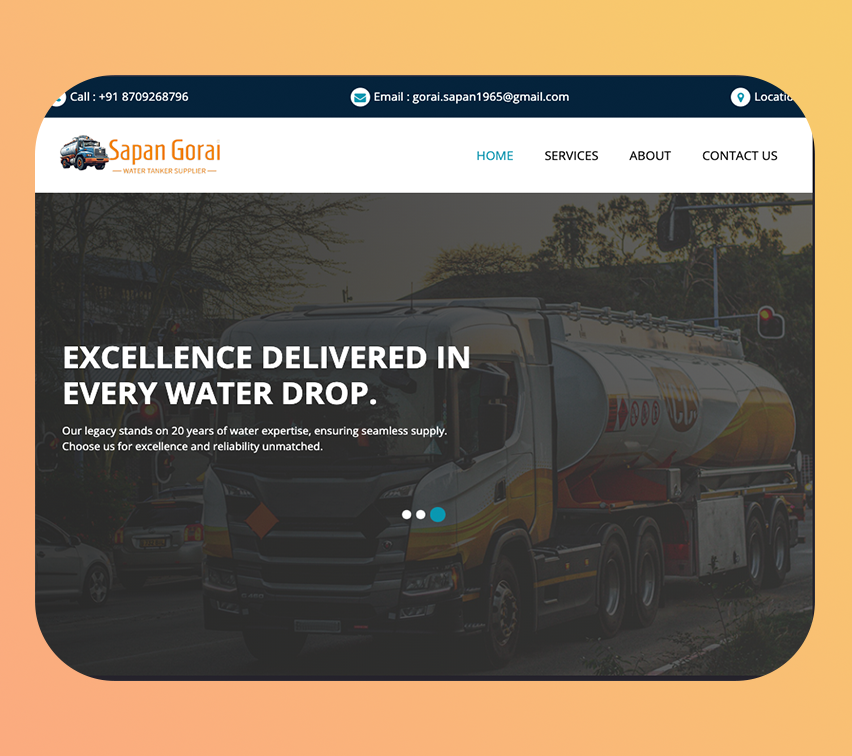 Call : +91 8709268796
Email : gorai.sapan1965@gmail.com
Sapan Gorai
WATER TANKER SUPPLIER
HOME
SERVICES
ABOUT
CONTACT US
EXCELLENCE DELIVERED IN
EVERY WATER DROP.
Our legacy stands on 20 years of water expertise, ensuring seamless supply.
Choose us for excellence and reliability unmatched.